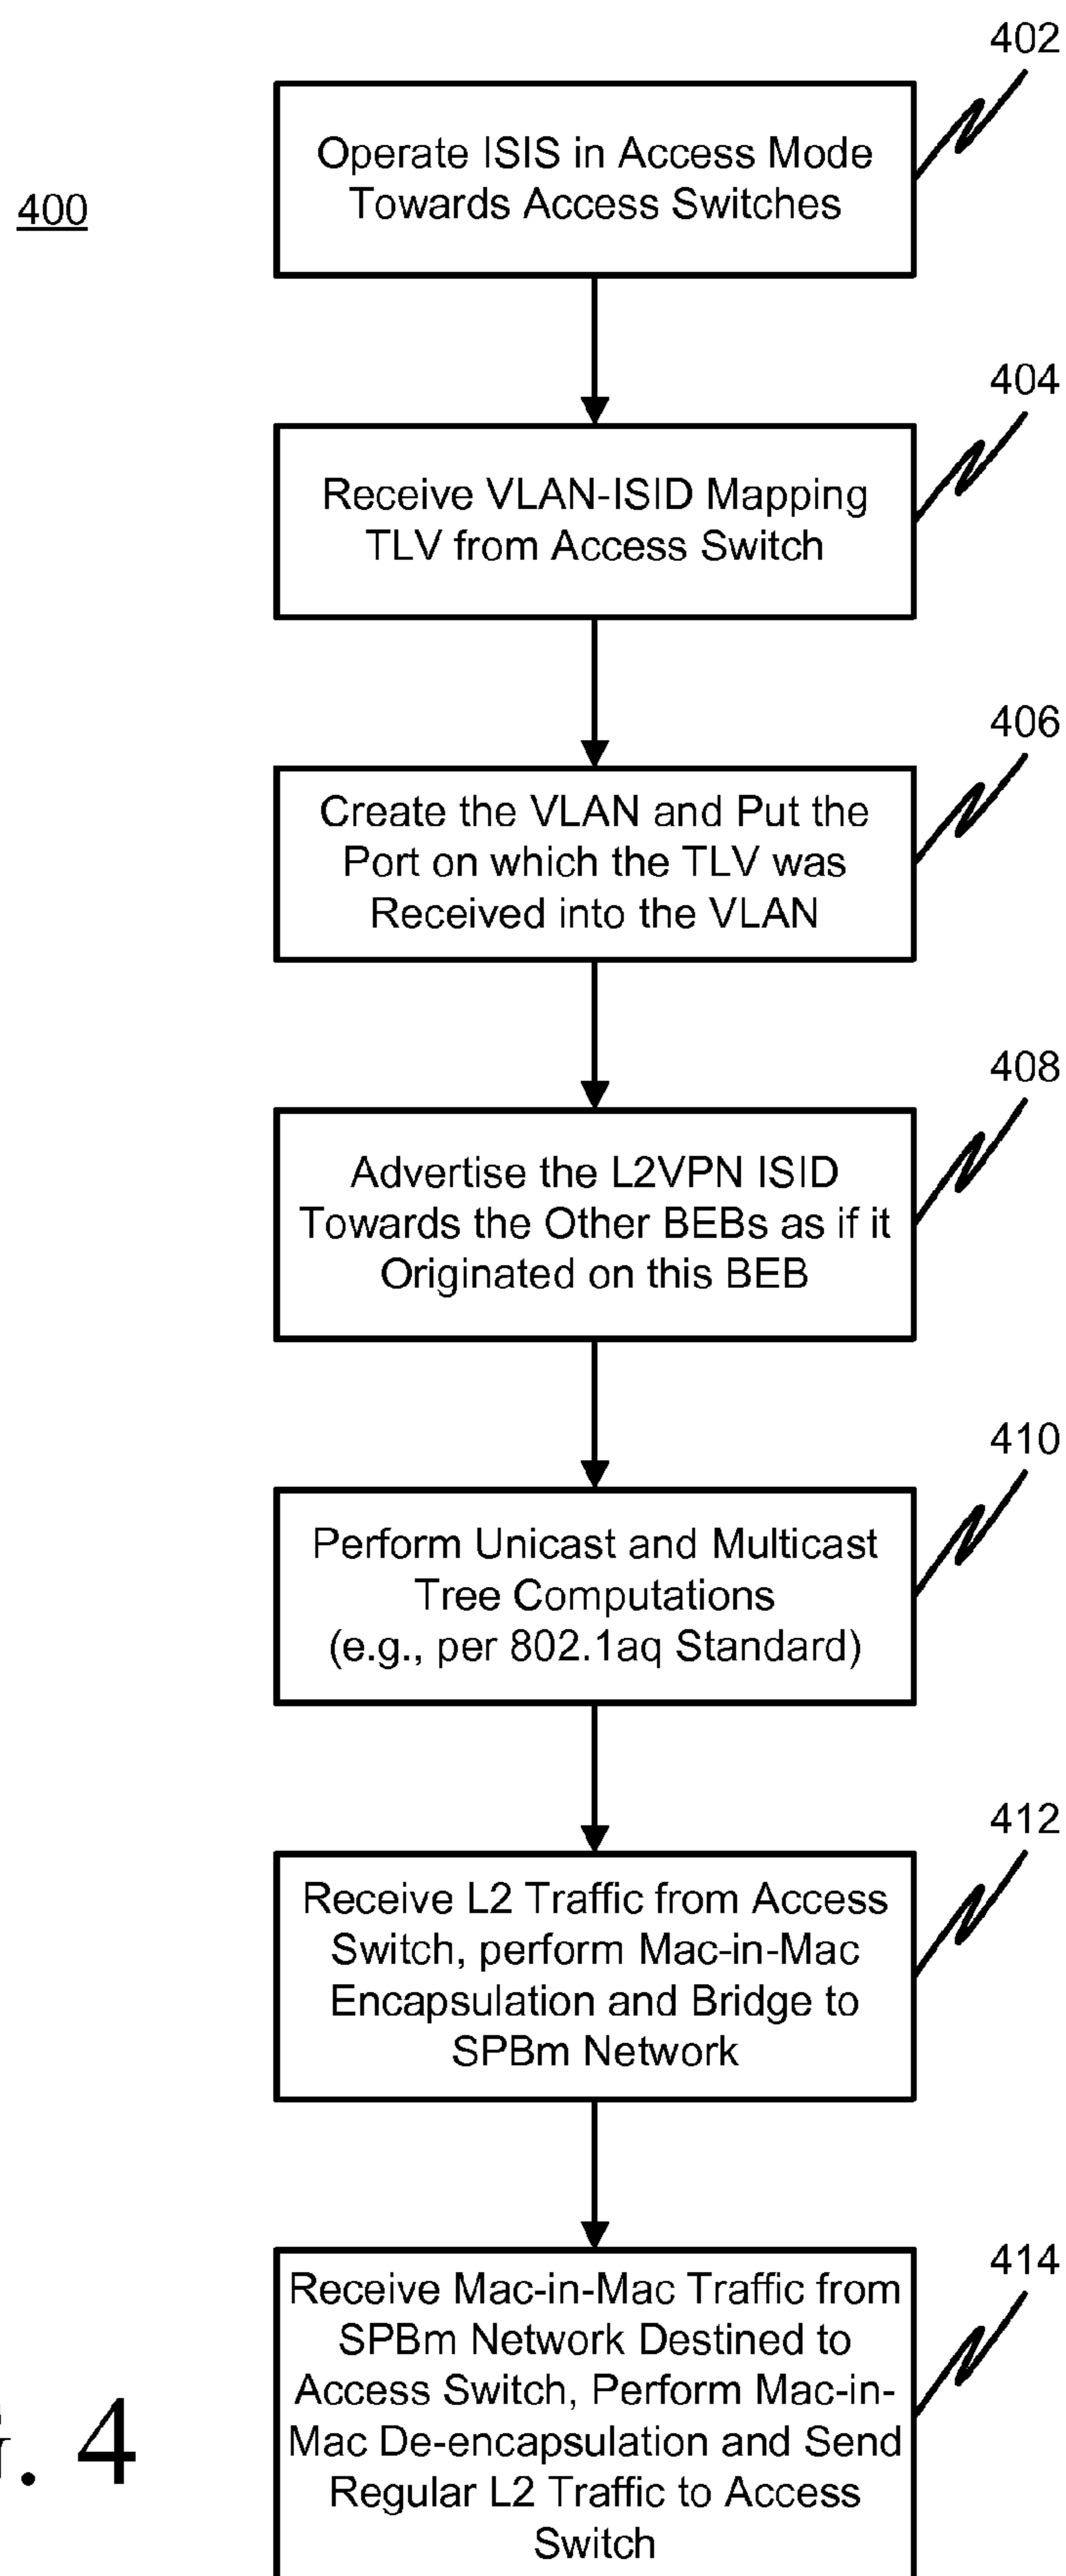 402
Operate ISIS in Access Mode
Towards Access Switches
400
404
Receive VLAN-ISID Mapping
TLV from Access Switch
406
Create the VLAN and Put the
Port on which the TLV was
Received into the VLAN
408
Advertise the L2VPN ISID
Towards the Other BEBs as if it
Originated on this BEB
410
Perform Unicast and Multicast
Tree Computations
(e.g., per 802.1aq Standard)
412
Receive L2 Traffic from Access
Switch, perform Mac-in-Mac
Encapsulation and Bridge to
SPBm Network
414
Receive Mac-in-Mac Traffic from
SPBm Network Destined to
Access Switch, Perform Mac-in-
Mac De-encapsulation and Send
Regular L2 Traffic to Access
Switch
. 4